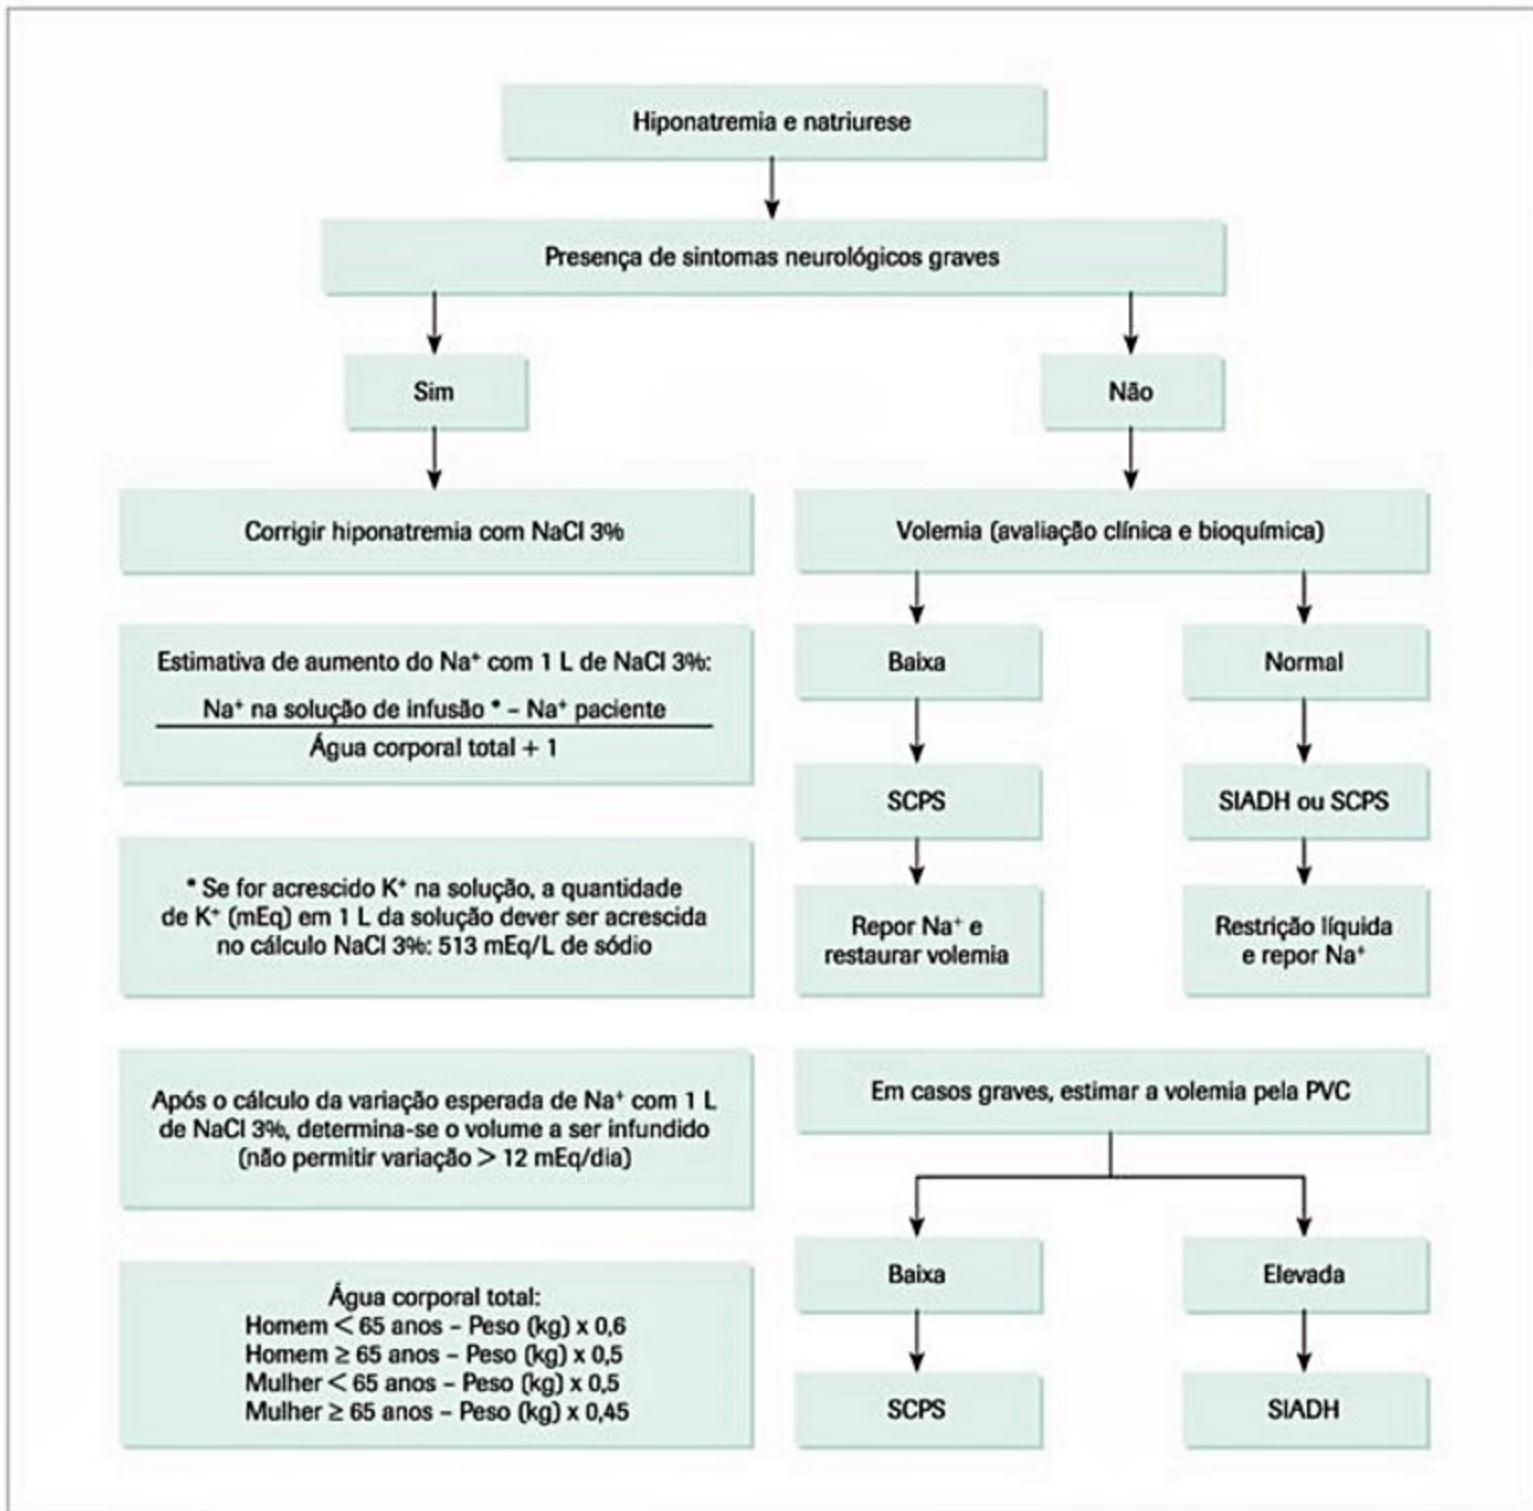 Hiponatremia e natriurese
Presença de sintomas neurológicos graves
Sim
Não
Corrigir hiponatremia com NaCl 3%
Estimativa de aumento do Na⁺ com 1 L de NaCl 3%:
Na⁺ na solução de infusão * – Na⁺ paciente
Água corporal total + 1
* Se for acrescido K⁺ na solução, a quantidade
de K⁺ (mEq) em 1 L da solução dever ser acrescida
no cálculo NaCl 3%: 513 mEq/L de sódio
Após o cálculo da variação esperada de Na⁺ com 1 L
de NaCl 3%, determina-se o volume a ser infundido
(não permitir variação > 12 mEq/dia)
Água corporal total:
Homem < 65 anos – Peso (kg) x 0,6
Homem ≥ 65 anos – Peso (kg) x 0,5
Mulher < 65 anos – Peso (kg) x 0,5
Mulher ≥ 65 anos – Peso (kg) x 0,45
Volemia (avaliação clínica e bioquímica)
Baixa
Normal
SCPS
SIADH ou SCPS
Repor Na⁺ e
restaurar volemia
Restrição líquida
e repor Na⁺
Em casos graves, estimar a volemia pela PVC
Baixa
Elevada
SCPS
SIADH